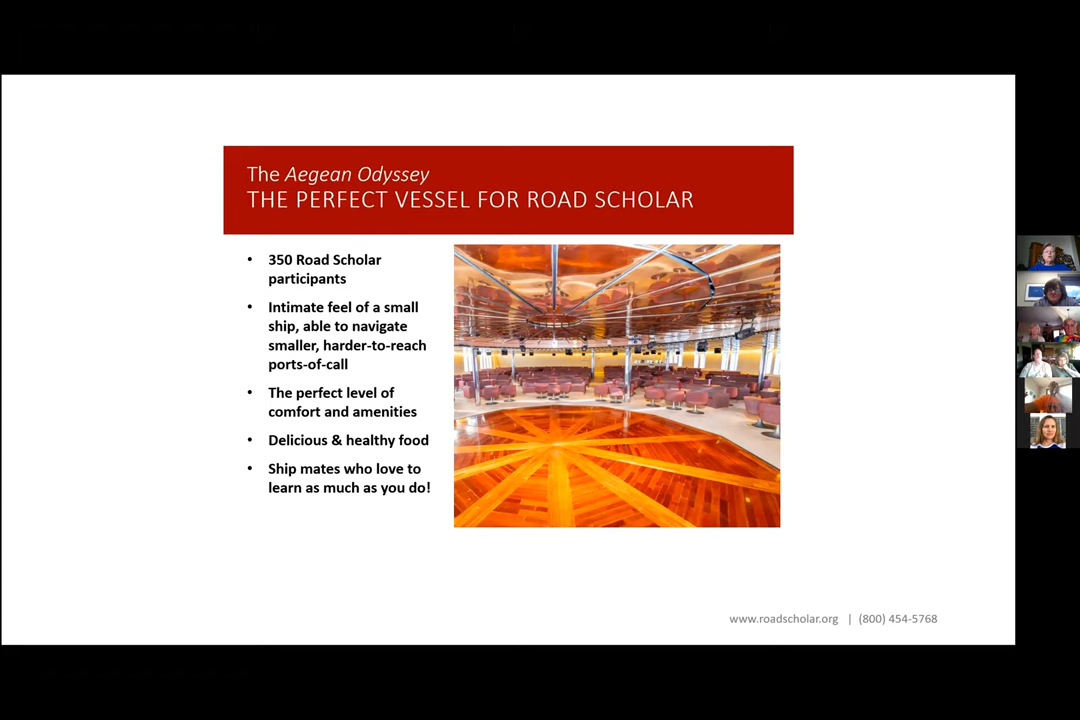 The Aegean Odyssey
THE PERFECT VESSEL FOR ROAD SCHOLAR
• 350 Road Scholar
participants
• Intimate feel of a small
ship, able to navigate
smaller, harder-to-reach
ports-of-call
• The perfect level of
comfort and amenities
• Delicious & healthy food
• Ship mates who love to
learn as much as you do!
www.roadscholar.org | (800) 454-5768